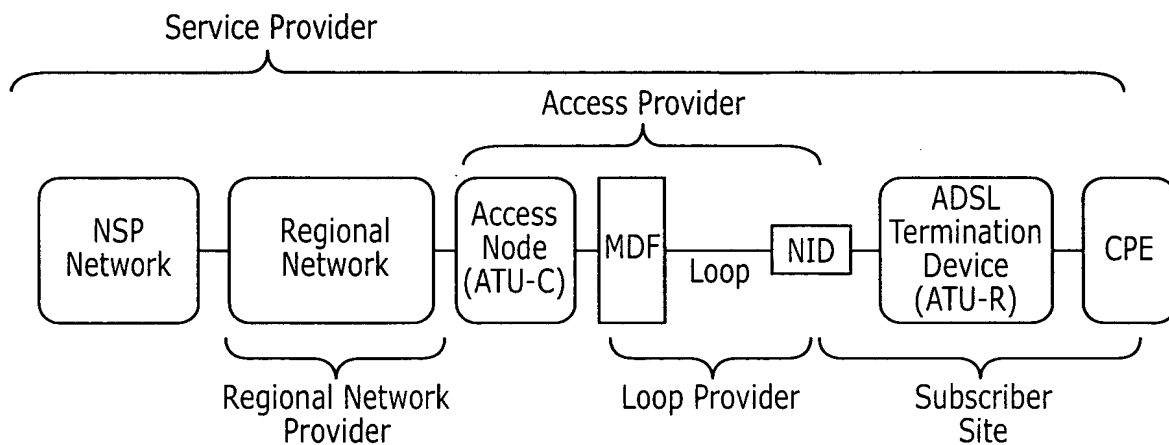 Service Provider
Access Provider
NSP
Network
Regional
Network
Access
Node
(ATU-C)
MDF
Loop
NID
ADSL
Termination
Device
(ATU-R)
CPE
Regional Network
Provider
Loop Provider
Subscriber
Site